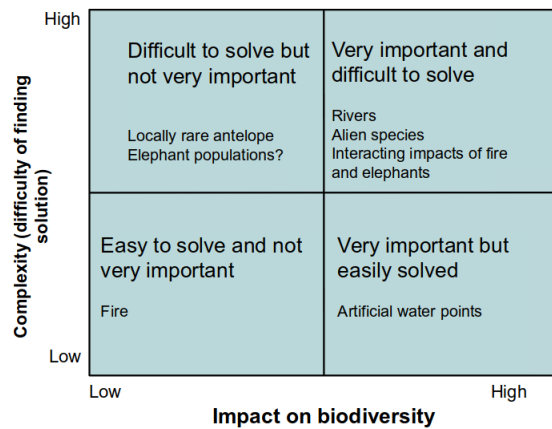 High
Complexity (difficulty of finding
solution)
Low
Difficult to solve but
not very important
Locally rare antelope
Elephant populations?
Very important and
difficult to solve
Rivers
Alien species
Interacting impacts of fire
and elephants
Easy to solve and not
very important
Fire
Very important but
easily solved
Artificial water points
Low
High
Impact on biodiversity